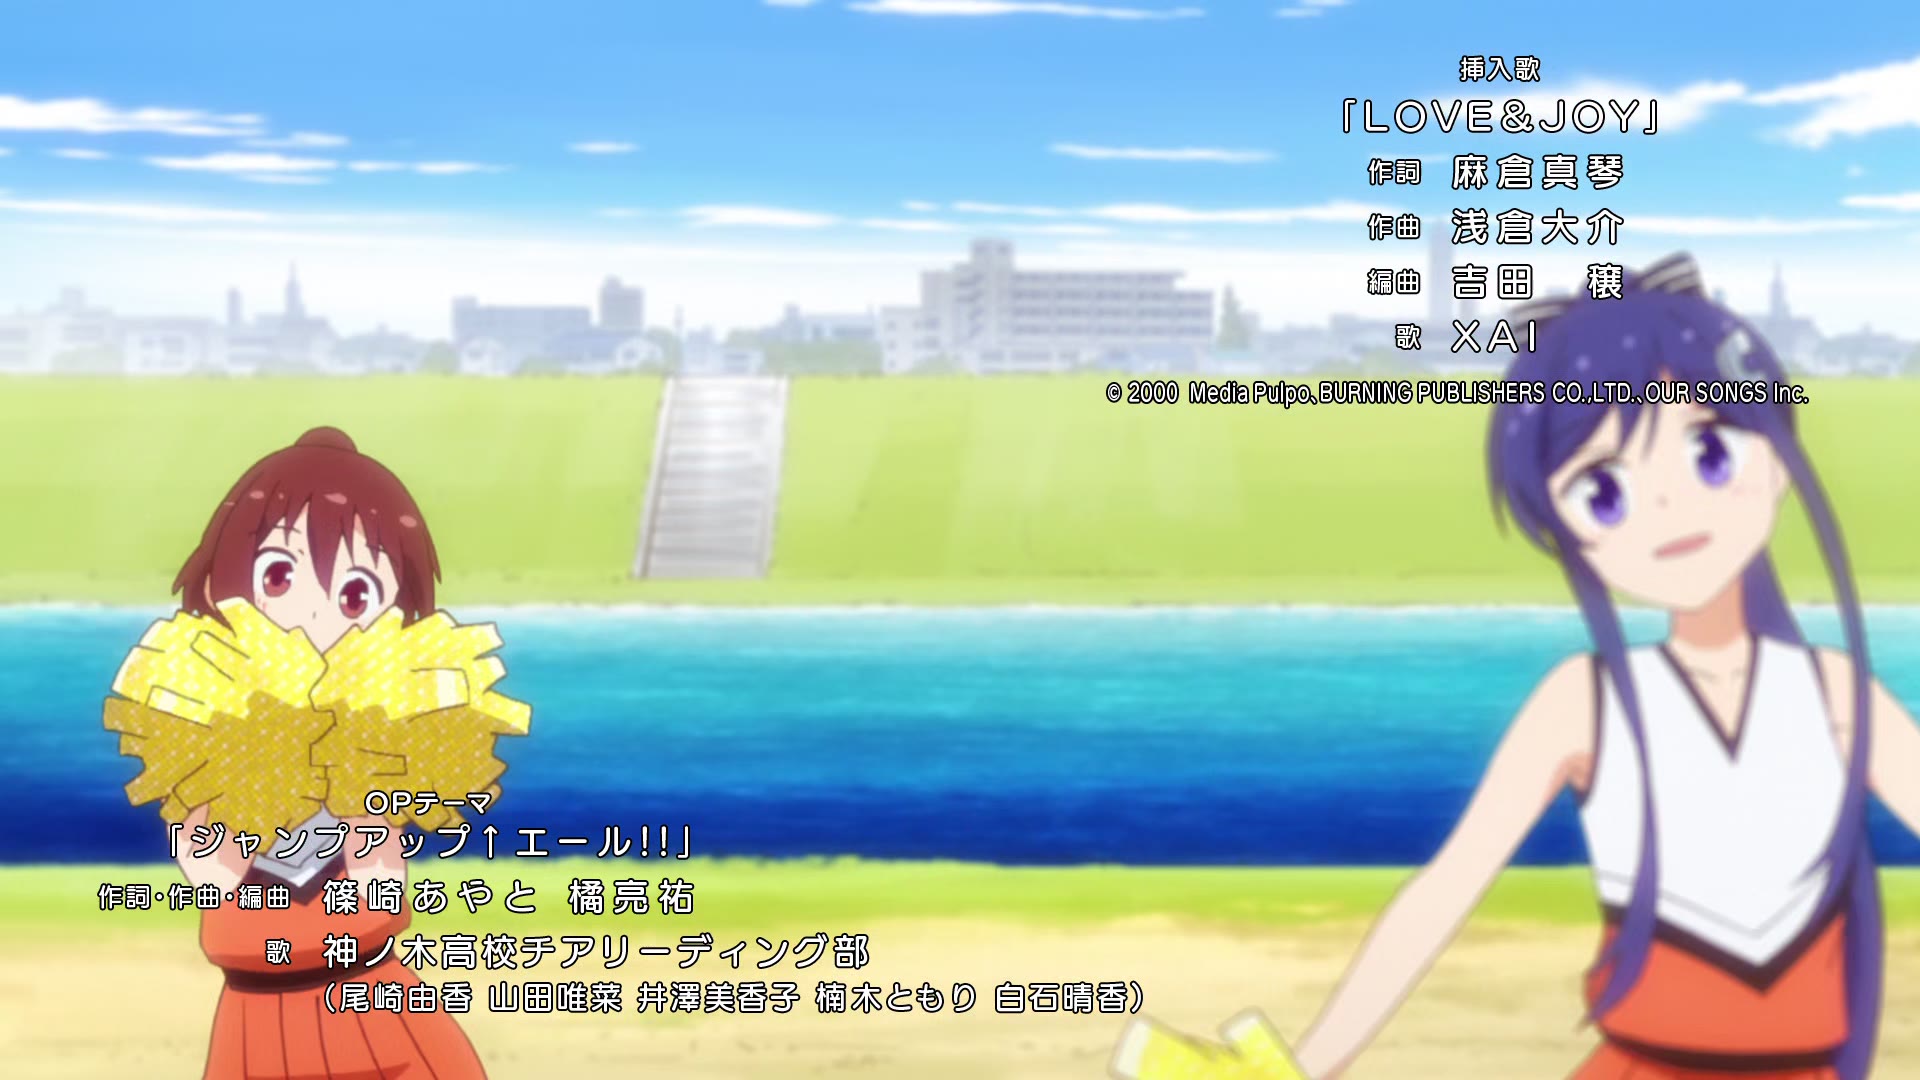 挿入歌
「LOVE&JOY」
作詞 麻倉真琴
作曲 浅倉大介
編曲 吉田 穣
歌 XAI
© 2000 Media Pulpo、BURNING PUBLISHERS CO.,LTD.、OUR SONGS Inc.
OPテーマ
「ジャンプアップ↑エール!!」
作詞・作曲・編曲 篠崎あやと 橘亮祐
歌 神ノ木高校チアリーディング部
(尾崎由香 山田唯菜 井澤美香子 楠木ともり 白石晴香)